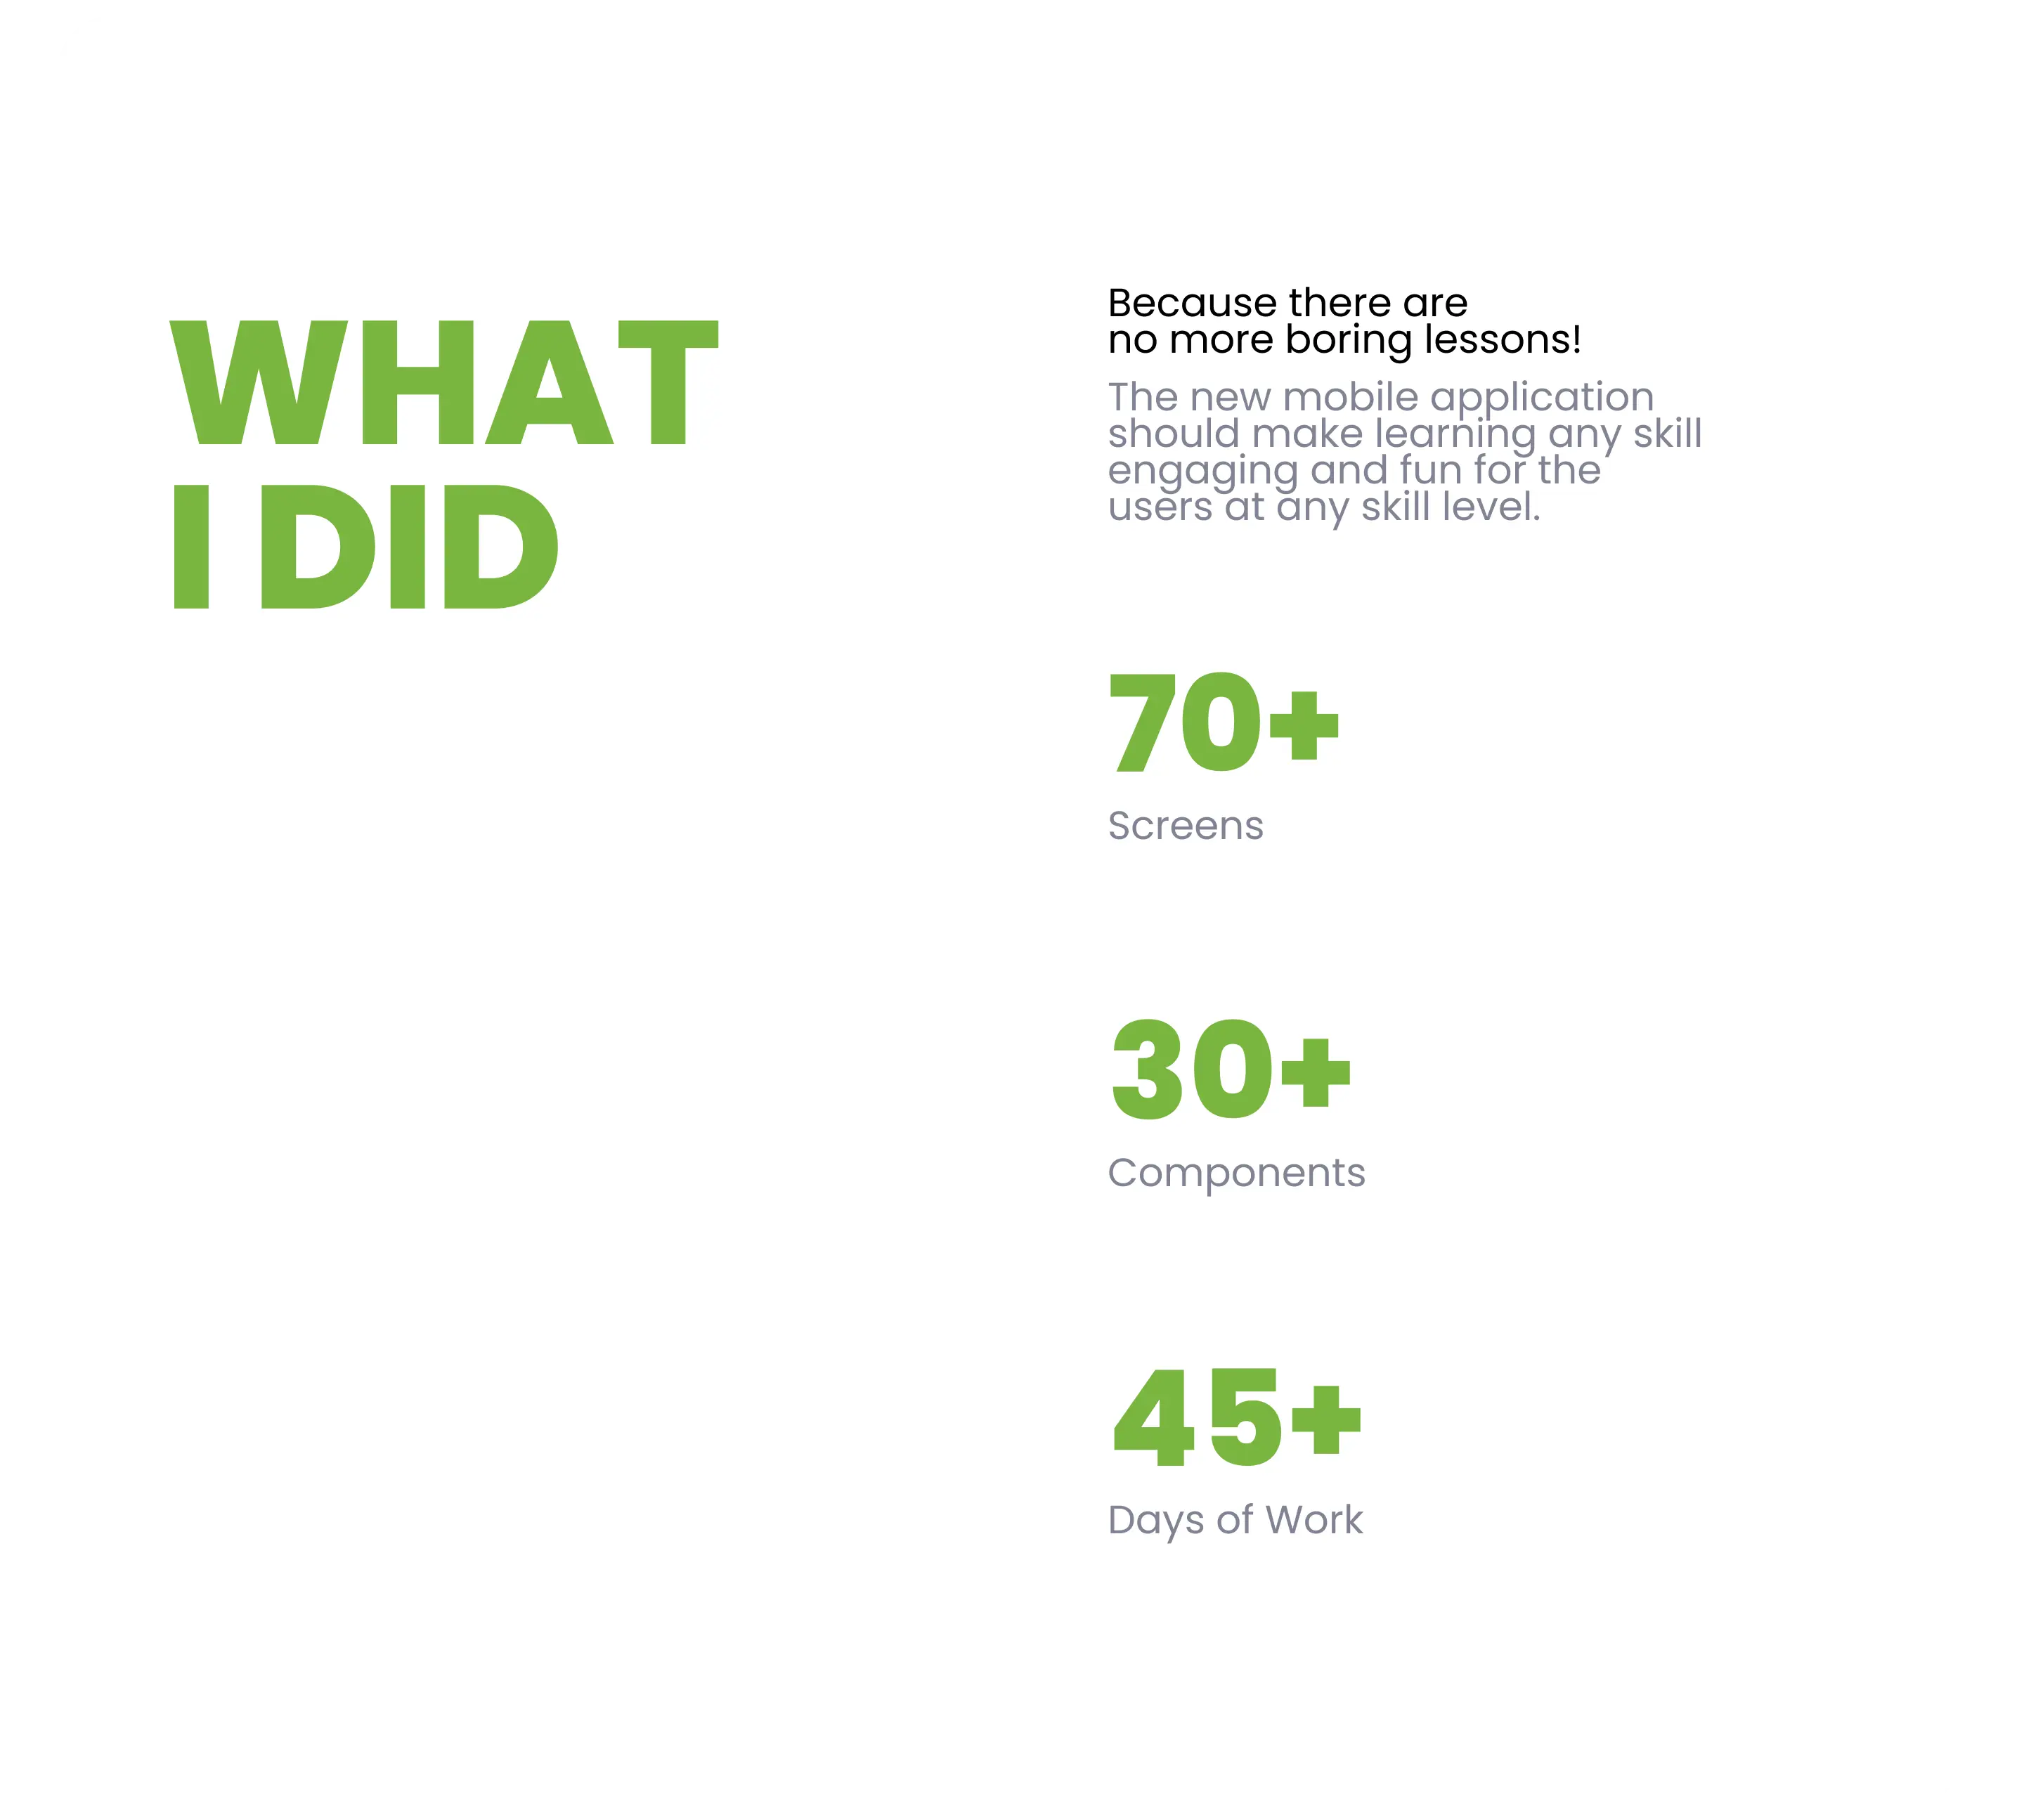 WHAT
I DID
Because there are
no more boring lessons!
The new mobile application
should make learning any skill
engaging and fun for the
users at any skill level.
70+
Screens
30+
Components
45+
Days of Work